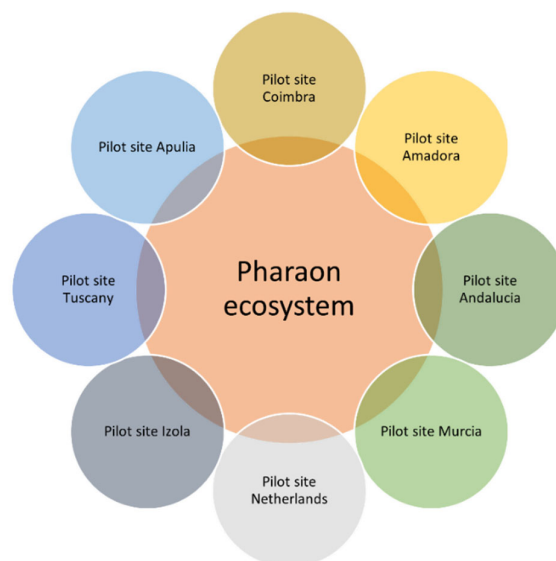 Pilot site
Coimbra
Pilot site Apulia
Pilot site
Amadora
Pilot site
Tuscany
Pharaon
ecosystem
Pilot site
Andalucia
Pilot site Izola
Pilot site Murcia
Pilot site
Netherlands